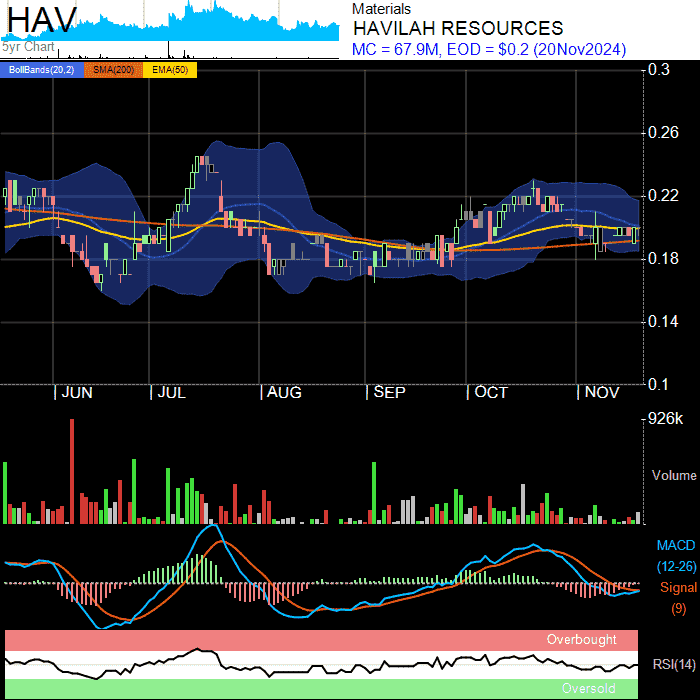 HAV
5yr Chart
Materials
HAVILAH RESOURCES
MC = 67.9M, EOD = $0.2 (20Nov2024)
BollBands(20,2) SMA(200) EMA(50)
0.3
0.26
0.22
0.18
0.14
0.1
JUN JUL AUG SEP OCT NOV
926k
Volume
MACD
(12-26)
Signal
(9)
Overbought
RSI(14)
Oversold